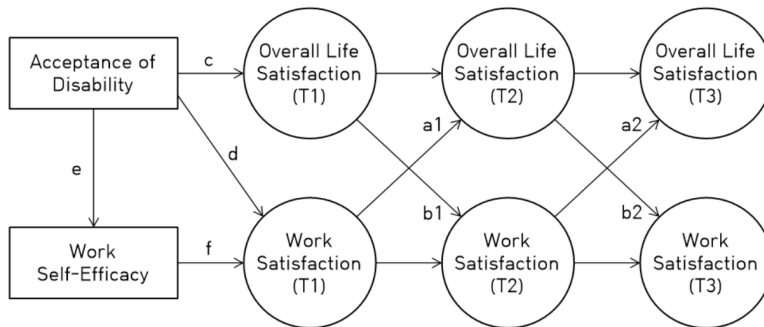 Acceptance of
Disability
c
Overall Life
Satisfaction
(T1)
Overall Life
Satisfaction
(T2)
Overall Life
Satisfaction
(T3)
a1
a2
d
e
b1
b2
Work
Self-Efficacy
f
Work
Satisfaction
(T1)
Work
Satisfaction
(T2)
Work
Satisfaction
(T3)